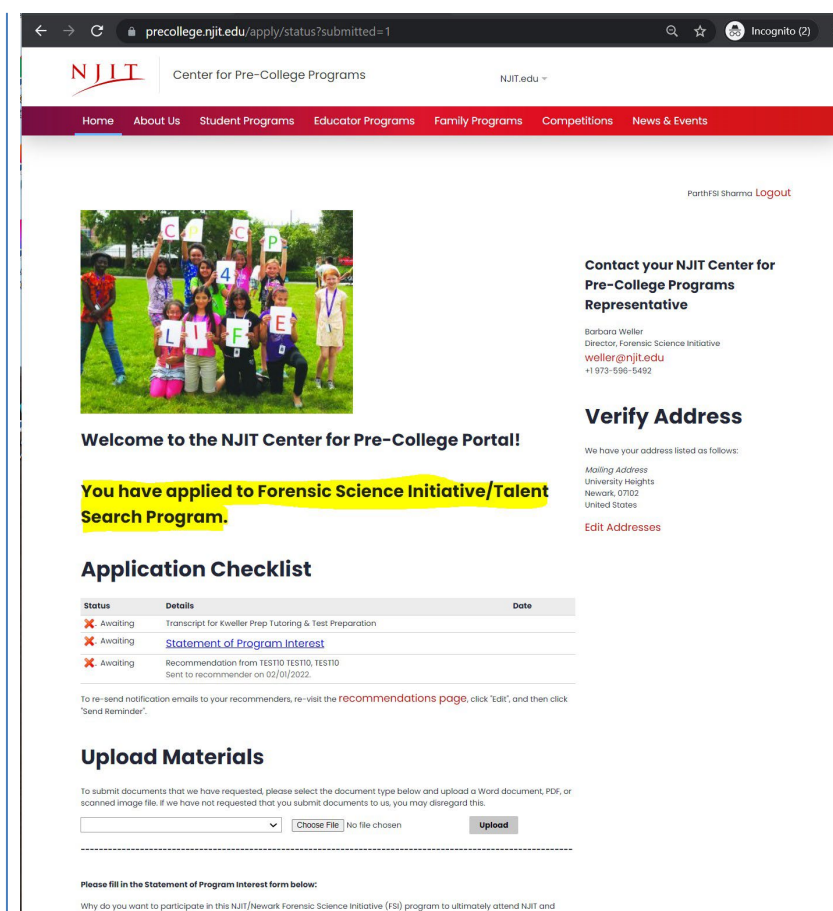 precollege.njit.edu/apply/status?submitted=1
Incognito (2)
NJIT
Center for Pre-College Programs
NJIT.edu
Home About Us Student Programs Educator Programs Family Programs Competitions News & Events
ParthFSI Sharma Logout
C P C P
4
L I F E
Welcome to the NJIT Center for Pre-College Portal!
You have applied to Forensic Science Initiative/Talent
Search Program.
Application Checklist
Status Details Date
Awaiting Transcript for Kweller Prep Tutoring & Test Preparation
Awaiting Statement of Program Interest
Awaiting Recommendation from TEST10 TEST10, TEST10
Sent to recommender on 02/01/2022.
To re-send notification emails to your recommenders, re-visit the recommendations page, click "Edit", and then click
"Send Reminder".
Upload Materials
To submit documents that we have requested, please select the document type below and upload a Word document, PDF, or
scanned image file. If we have not requested that you submit documents to us, you may disregard this.
Choose File No file chosen Upload
Please fill in the Statement of Program Interest form below:
Why do you want to participate in this NJIT/Newark Forensic Science Initiative (FSI) program to ultimately attend NJIT and
Contact your NJIT Center for
Pre-College Programs
Representative
Barbara Weller
Director, Forensic Science Initiative
weller@njit.edu
+1 973-596-5492
Verify Address
We have your address listed as follows:
Mailing Address
University Heights
Newark, 07102
United States
Edit Addresses